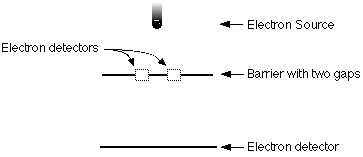 Electron Source
Electron detectors
Barrier with two gaps
Electron detector